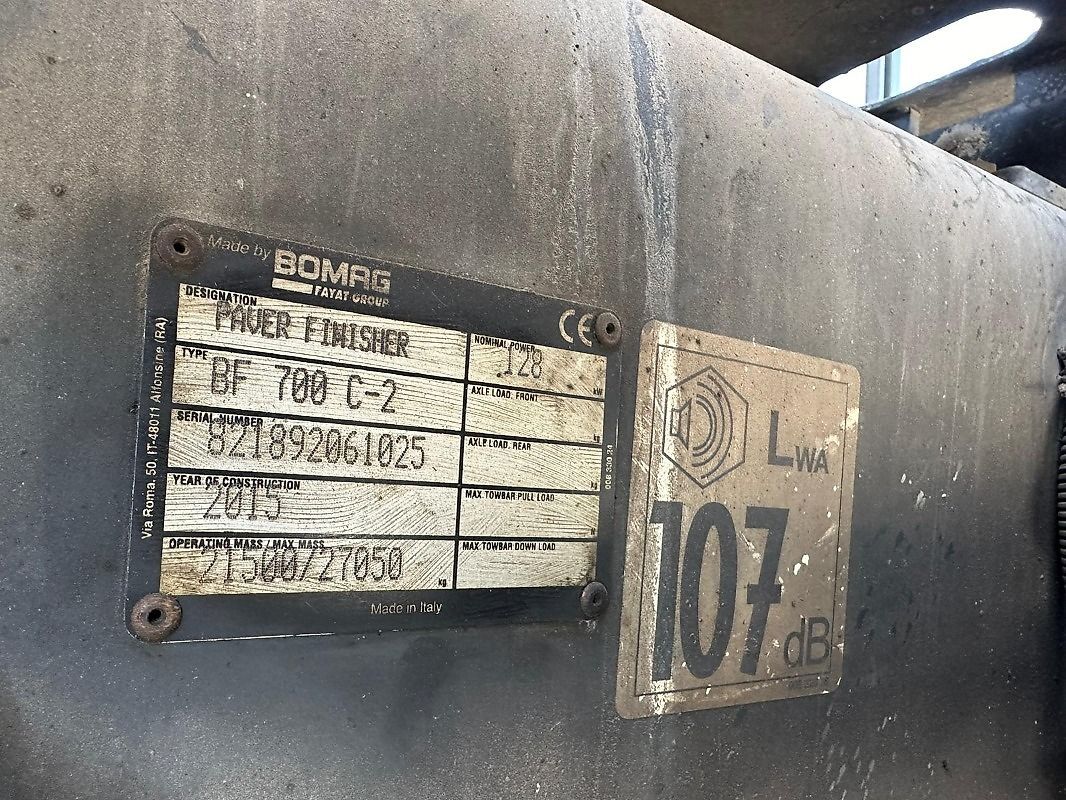 Made by BOMAG
FAYAT GROUP
CE
DESIGNATION
PAVER FINISHER
NOMINAL POWER
128
kW
TYPE
BF 700 C-2
AXLE LOAD, FRONT
kg
SERIAL NUMBER
821892061025
AXLE LOAD, REAR
kg
YEAR OF CONSTRUCTION
2015
MAX TOWBAR PULL LOAD
kg
OPERATING MASS / MAX. MASS
21500/27050
kg
MAX TOWBAR DOWN LOAD
Made in Italy
Via Roma, 50, IT-48011 Alfonsine (RA)
LWA
107
dB